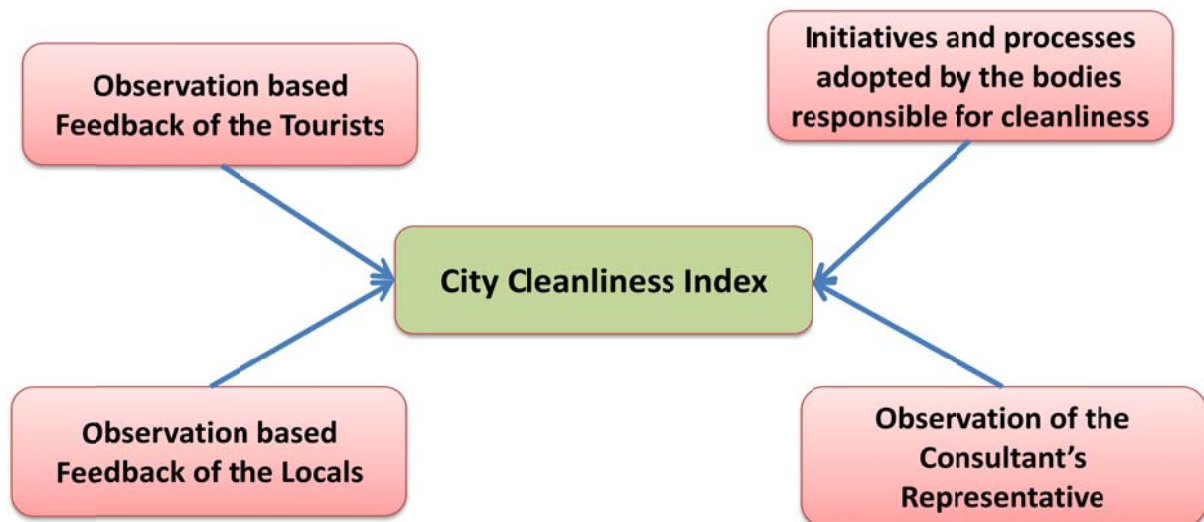 Observation based
Feedback of the Tourists
Initiatives and processes
adopted by the bodies
responsible for cleanliness
City Cleanliness Index
Observation based
Feedback of the Locals
Observation of the
Consultant's
Representative